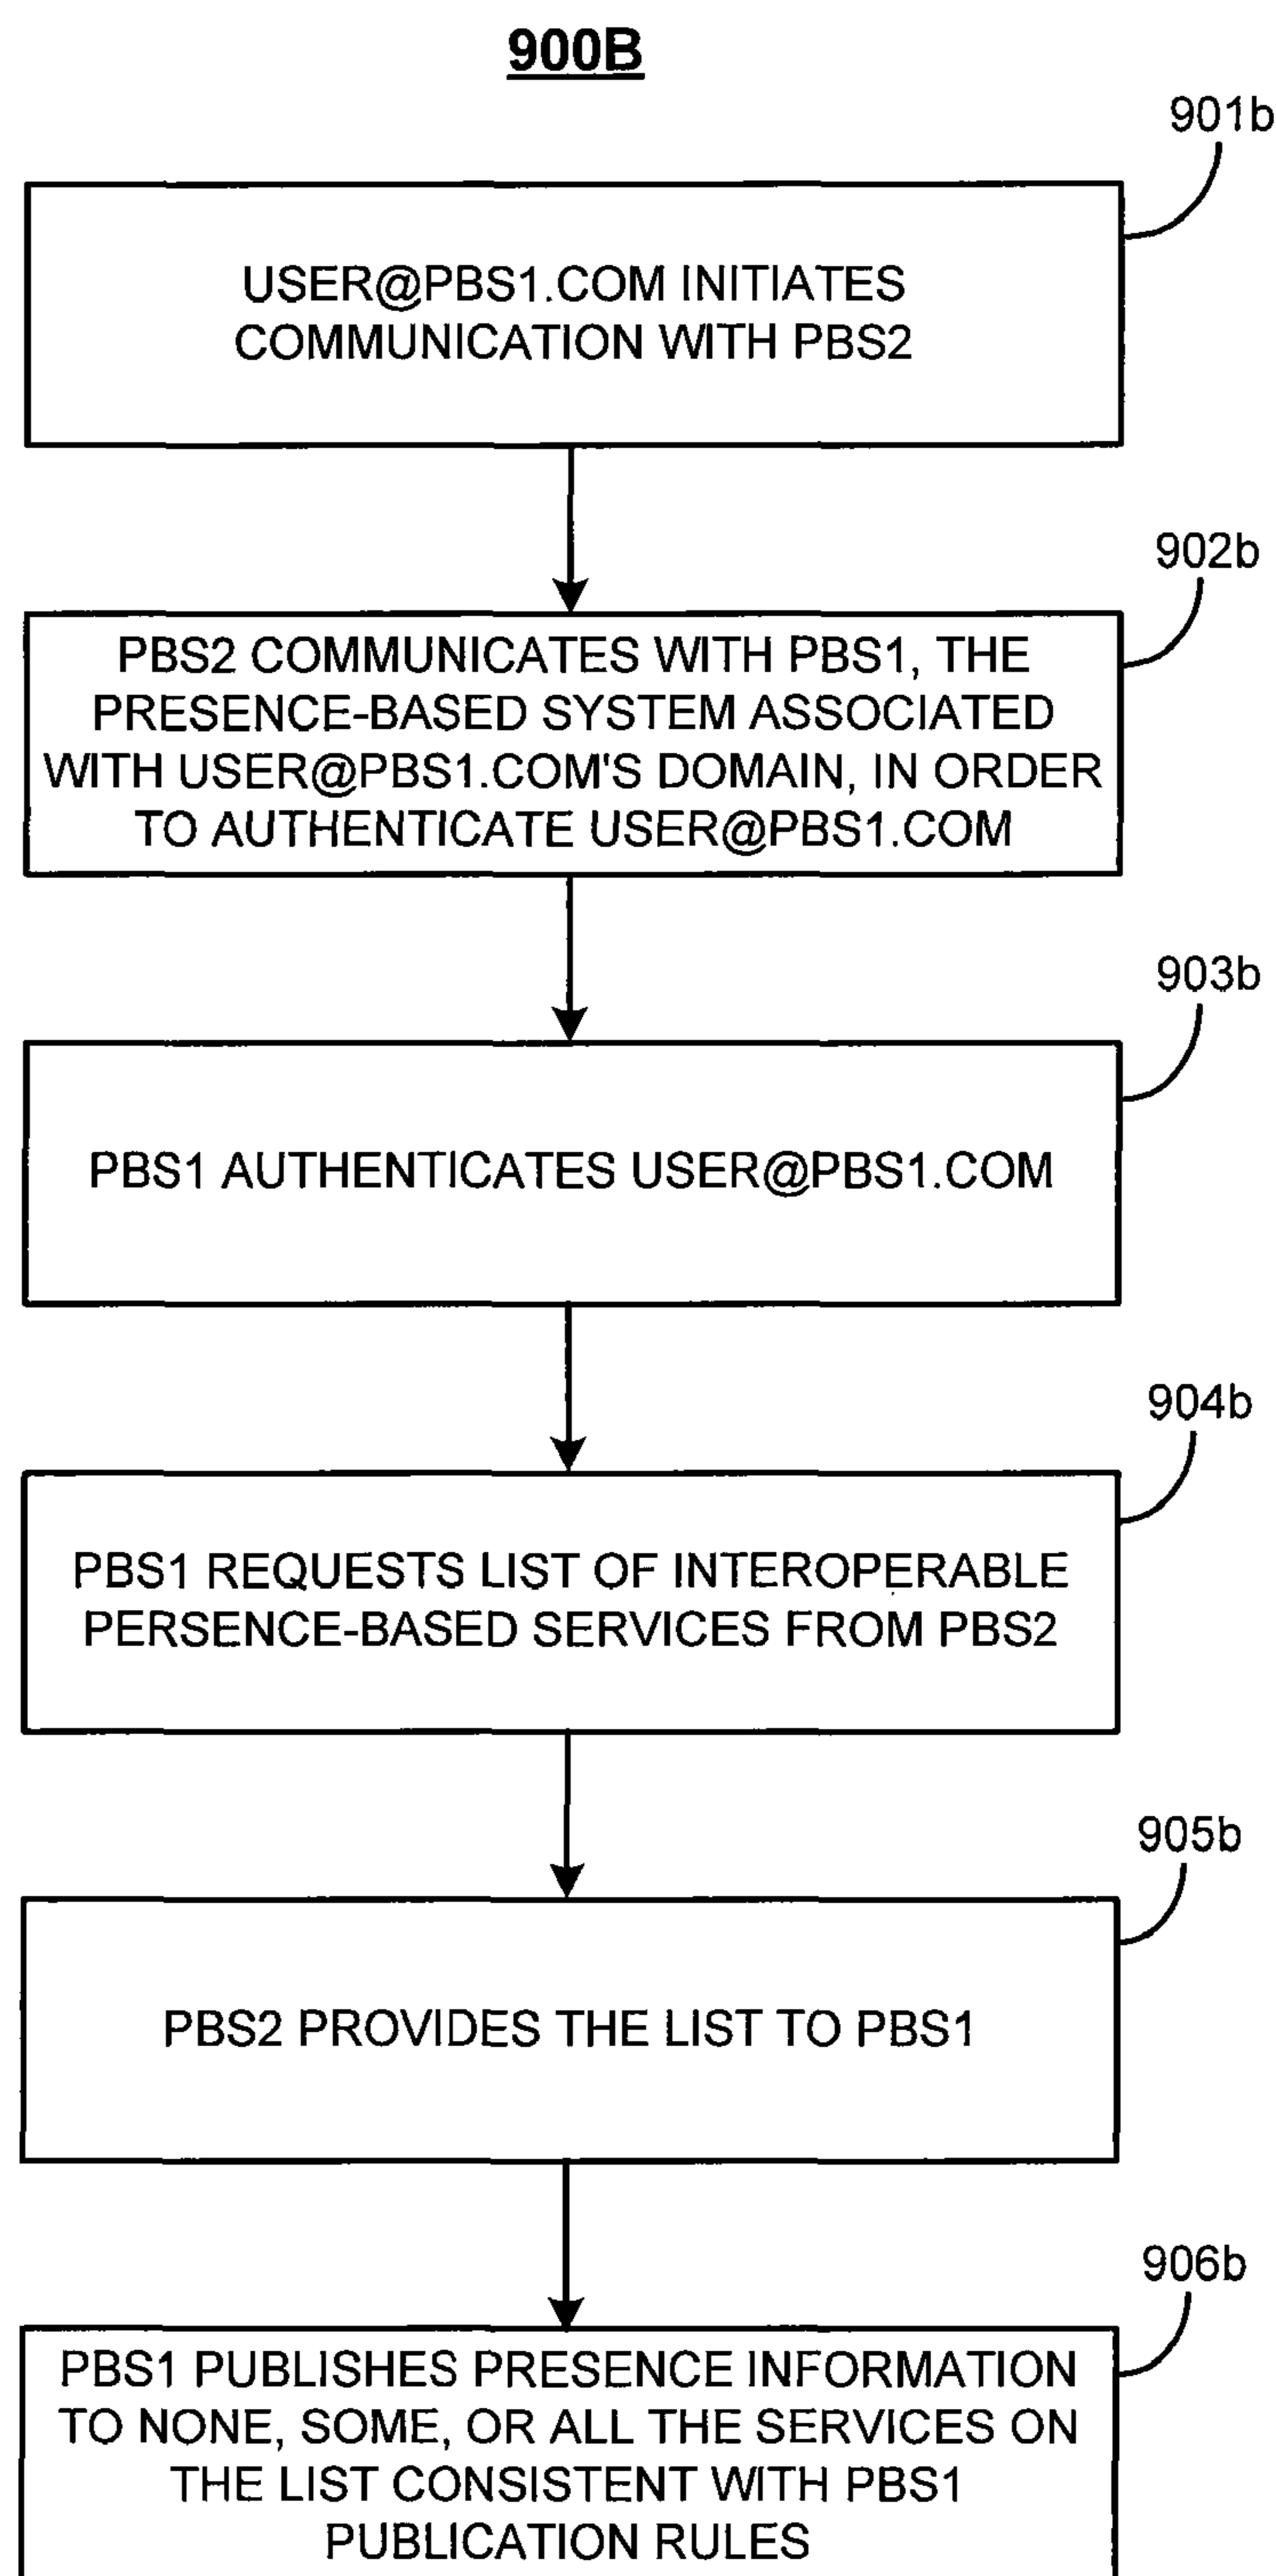 900B
901b
USER@PBS1.COM INITIATES
COMMUNICATION WITH PBS2
902b
PBS2 COMMUNICATES WITH PBS1, THE
PRESENCE-BASED SYSTEM ASSOCIATED
WITH USER@PBS1.COM'S DOMAIN, IN ORDER
TO AUTHENTICATE USER@PBS1.COM
903b
PBS1 AUTHENTICATES USER@PBS1.COM
904b
PBS1 REQUESTS LIST OF INTEROPERABLE
PERSENCE-BASED SERVICES FROM PBS2
905b
PBS2 PROVIDES THE LIST TO PBS1
906b
PBS1 PUBLISHES PRESENCE INFORMATION
TO NONE, SOME, OR ALL THE SERVICES ON
THE LIST CONSISTENT WITH PBS1
PUBLICATION RULES